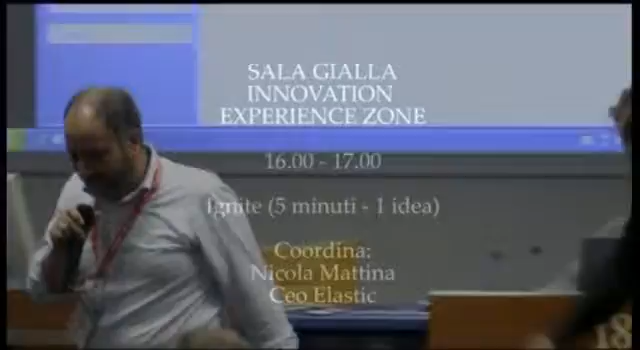 SALA GIALLA
INNOVATION
EXPERIENCE ZONE
16.00 - 17.00
Ignite (5 minuti - 1 idea)
Coordina:
Nicola Mattina
Ceo Elastic
18